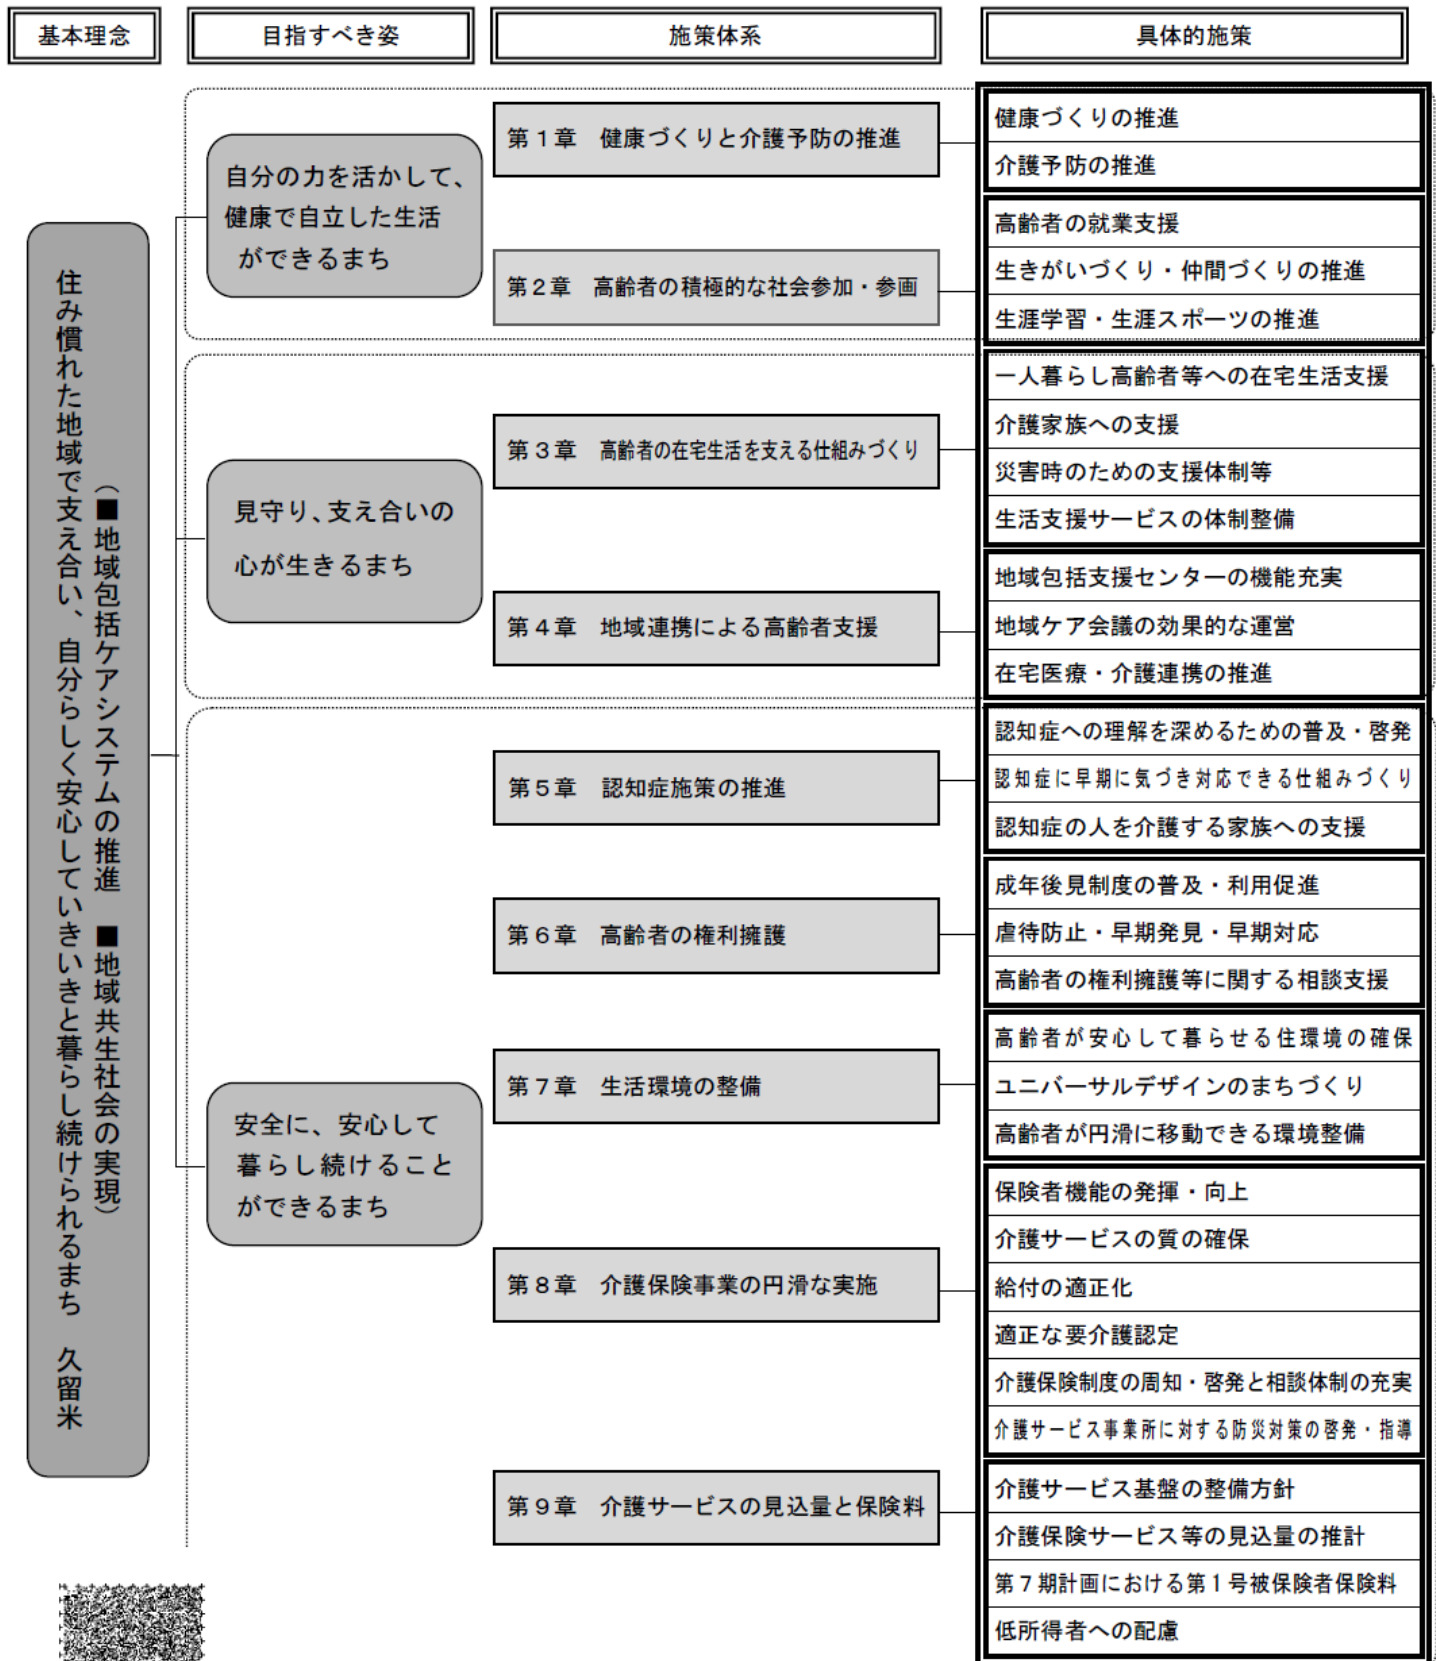 基本理念
目指すべき姿
施策体系
具体的施策
住み慣れた地域で支え合い、自分らしく安心していきいきと暮らし続けられるまち　久留米
（■地域包括ケアシステムの推進　■地域共生社会の実現）
自分の力を活かして、
健康で自立した生活
ができるまち
第１章　健康づくりと介護予防の推進
健康づくりの推進
介護予防の推進
第２章　高齢者の積極的な社会参加・参画
高齢者の就業支援
生きがいづくり・仲間づくりの推進
生涯学習・生涯スポーツの推進
見守り、支え合いの
心が生きるまち
第３章　高齢者の在宅生活を支える仕組みづくり
一人暮らし高齢者等への在宅生活支援
介護家族への支援
災害時のための支援体制等
生活支援サービスの体制整備
第４章　地域連携による高齢者支援
地域包括支援センターの機能充実
地域ケア会議の効果的な運営
在宅医療・介護連携の推進
安全に、安心して
暮らし続けること
ができるまち
第５章　認知症施策の推進
認知症への理解を深めるための普及・啓発
認知症に早期に気づき対応できる仕組みづくり
認知症の人を介護する家族への支援
第６章　高齢者の権利擁護
成年後見制度の普及・利用促進
虐待防止・早期発見・早期対応
高齢者の権利擁護等に関する相談支援
第７章　生活環境の整備
高齢者が安心して暮らせる住環境の確保
ユニバーサルデザインのまちづくり
高齢者が円滑に移動できる環境整備
第８章　介護保険事業の円滑な実施
保険者機能の発揮・向上
介護サービスの質の確保
給付の適正化
適正な要介護認定
介護保険制度の周知・啓発と相談体制の充実
介護サービス事業所に対する防災対策の啓発・指導
第９章　介護サービスの見込量と保険料
介護サービス基盤の整備方針
介護保険サービス等の見込量の推計
第７期計画における第１号被保険者保険料
低所得者への配慮